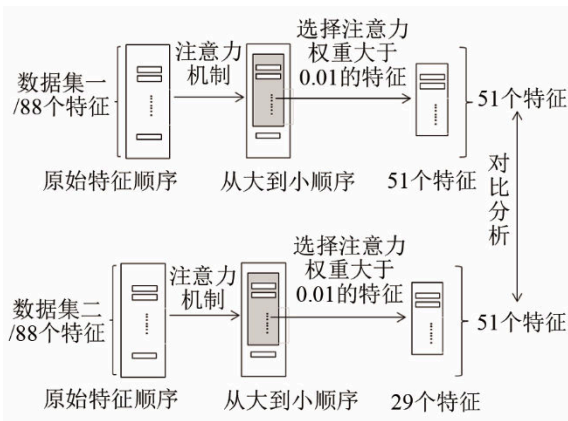 数据集一
/88个特征
注意力
机制
选择注意力
权重大于
0.01的特征
51个特征
原始特征顺序
从大到小顺序
51个特征
对比分析
数据集二
/88个特征
注意力
机制
选择注意力
权重大于
0.01的特征
51个特征
原始特征顺序
从大到小顺序
29个特征